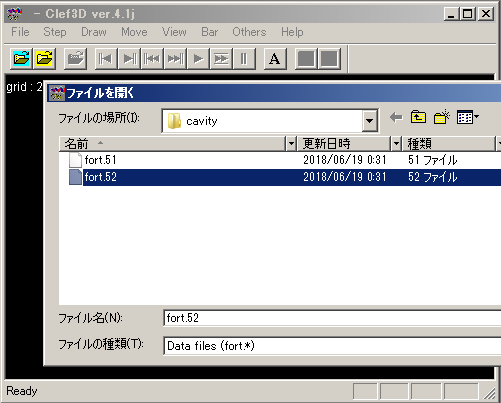 - Clef3D ver.4.1j
File Step Draw Move View Bar Others Help
A
grid : 2
ファイルを開く
ファイルの場所(I): cavity
名前 更新日時 種類
fort.51 2018/06/19 0:31 51 ファイル
fort.52 2018/06/19 0:31 52 ファイル
ファイル名(N): fort.52
ファイルの種類(T): Data files (fort.*)
Ready